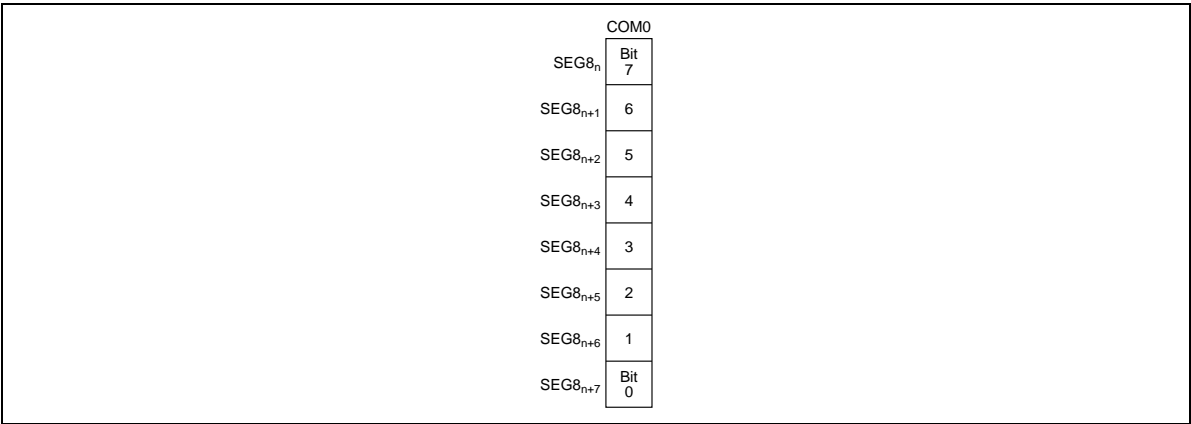 COM0
SEG8n Bit 7
SEG8n+1 6
SEG8n+2 5
SEG8n+3 4
SEG8n+4 3
SEG8n+5 2
SEG8n+6 1
SEG8n+7 Bit 0